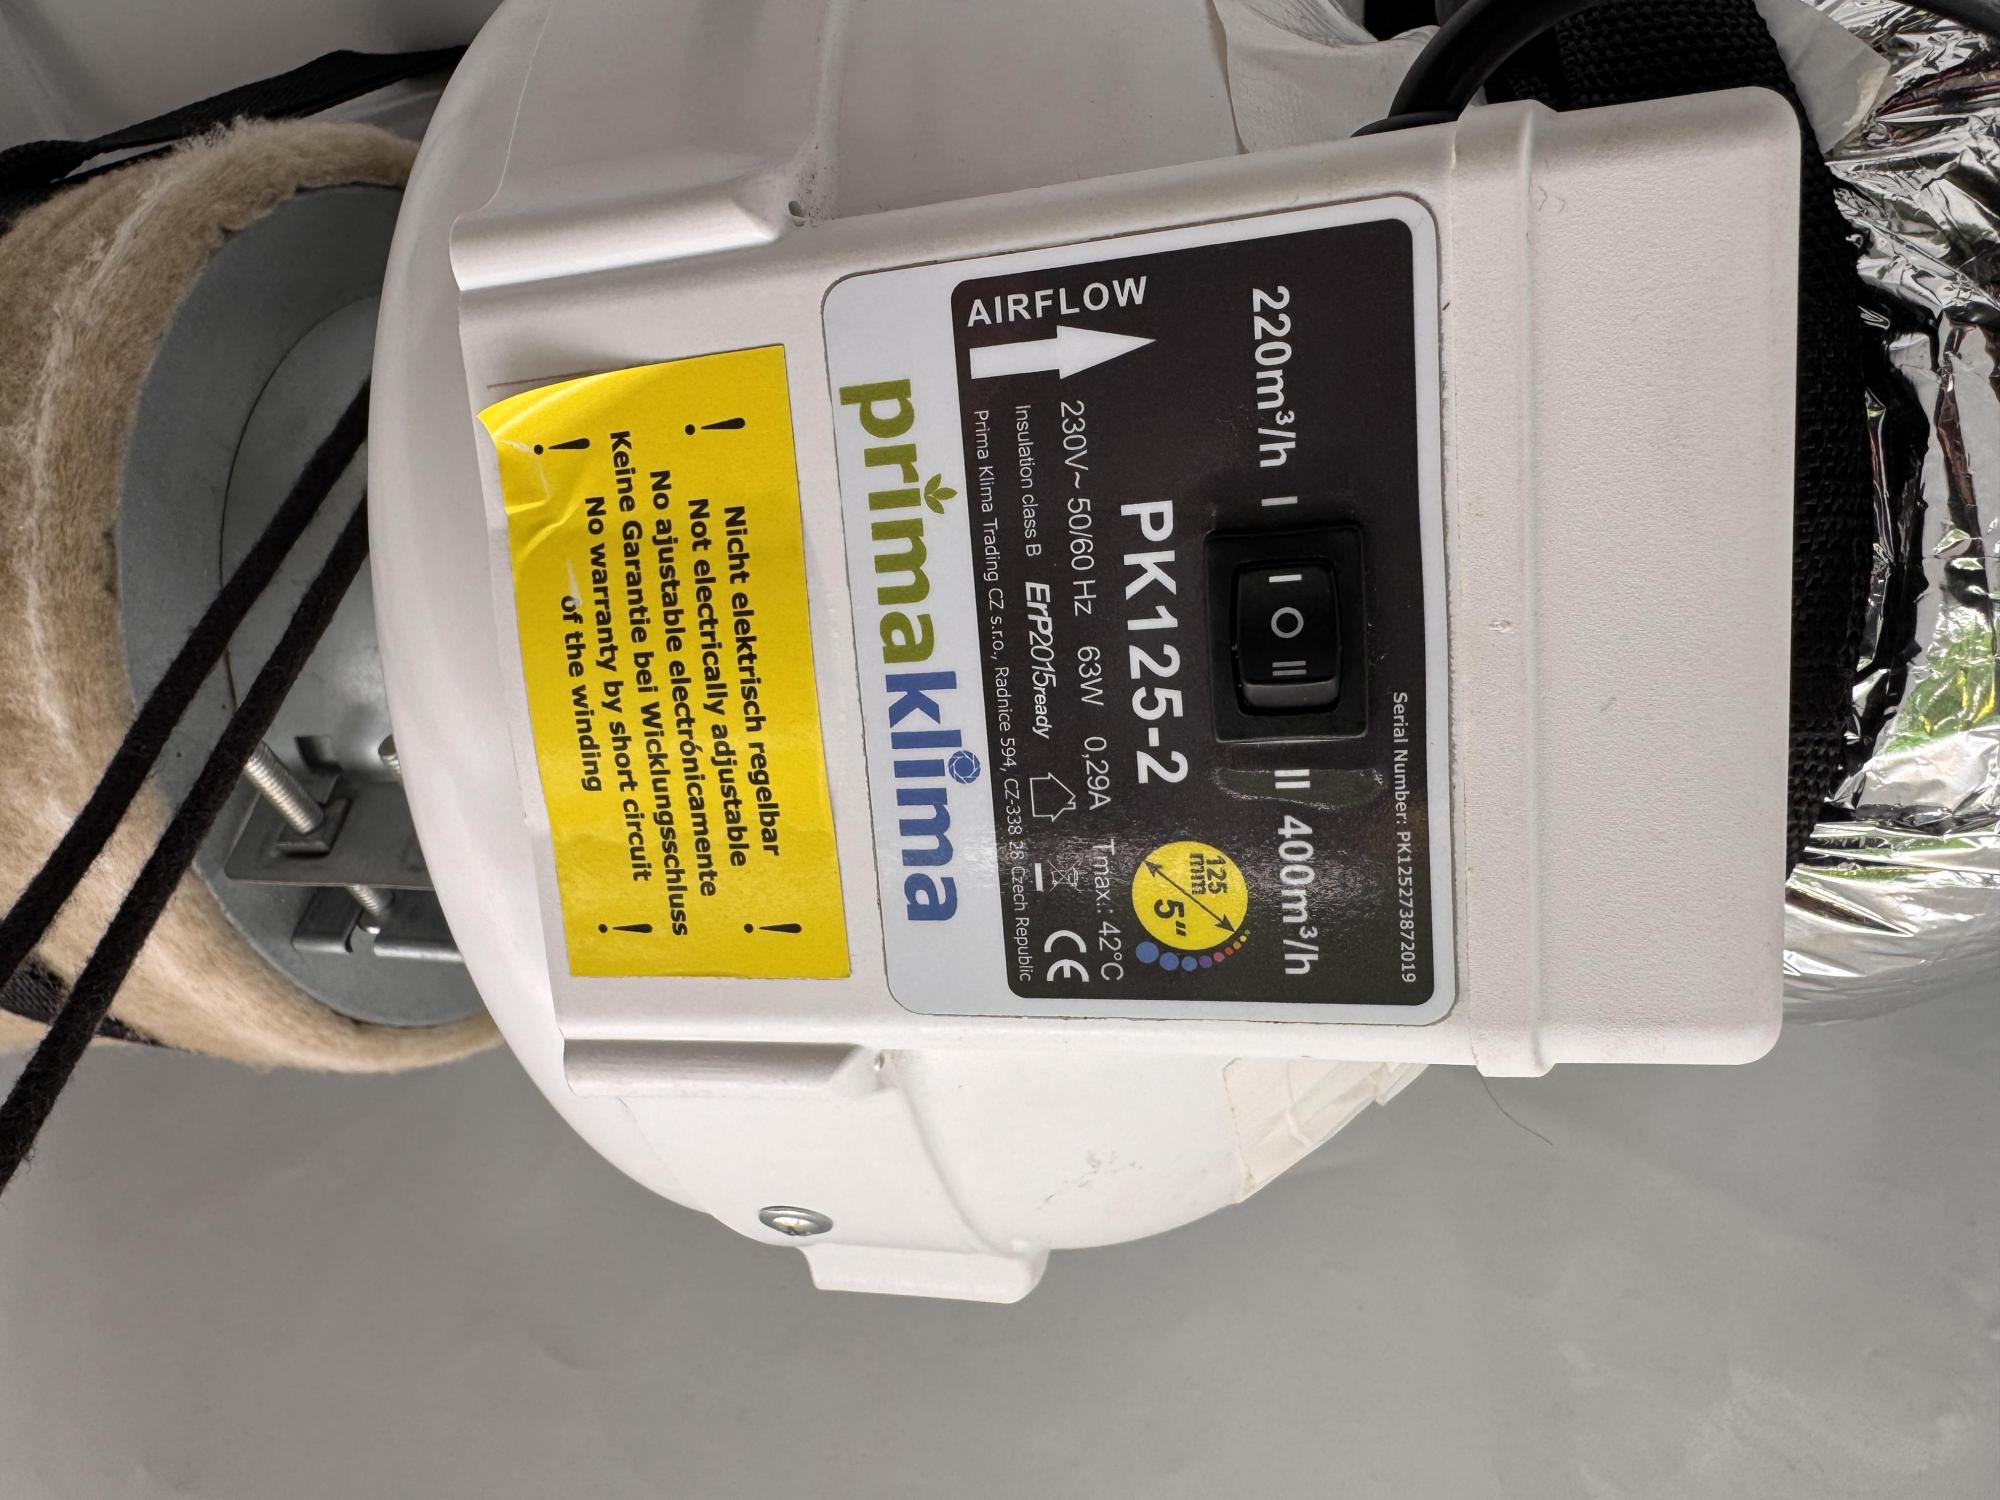 Serial Number: PK12527387​2019
220m³/h I
I O II
II 400m³/h
PK125-2
125 mm
5"
AIRFLOW
230V~ 50/60 Hz 63W 0,29A Tmax.: 42°C
Insulation class B ErP2015ready CE
Prima Klima Trading CZ s.r.o., Radnice 594, CZ-338 28 Czech Republic
primaklima
! Nicht elektrisch regelbar !
Not electrically adjustable
No ajustable electrónicamente
! Keine Garantie bei Wicklungsschluss !
No warranty by short circuit
of the winding